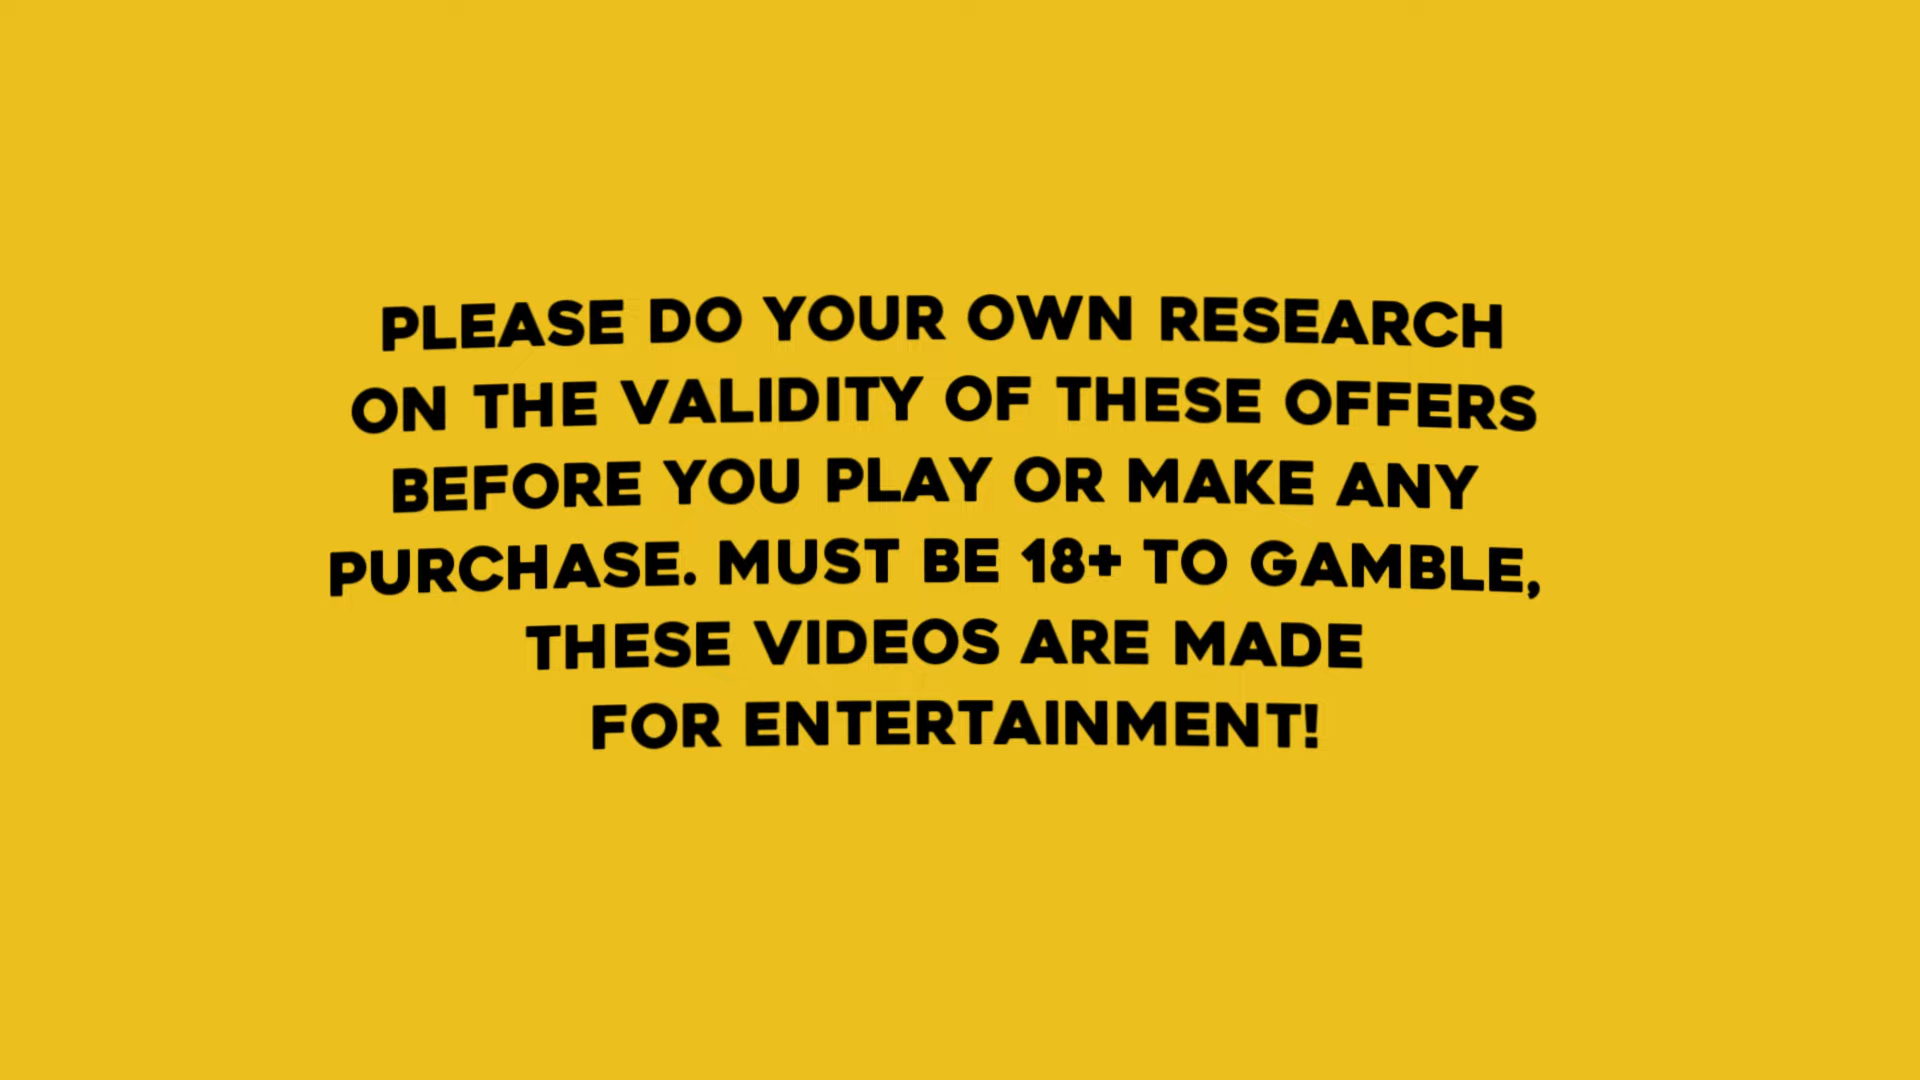 PLEASE DO YOUR OWN RESEARCH
ON THE VALIDITY OF THESE OFFERS
BEFORE YOU PLAY OR MAKE ANY
PURCHASE. MUST BE 18+ TO GAMBLE,
THESE VIDEOS ARE MADE
FOR ENTERTAINMENT!